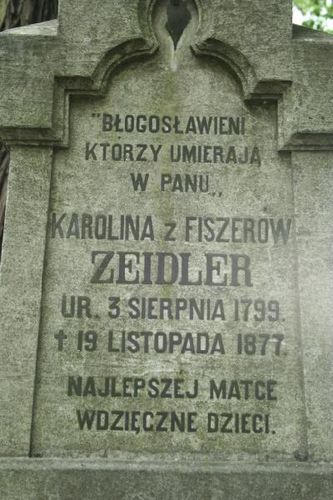 "BŁOGOSŁAWIENI
KTÓRZY UMIERAJĄ
W PANU„
KAROLINA z FISZERÓW-
ZEIDLER
UR. 3 SIERPNIA 1799.
† 19 LISTOPADA 1877.
NAJLEPSZEJ MATCE
WDZIĘCZNE DZIECI.